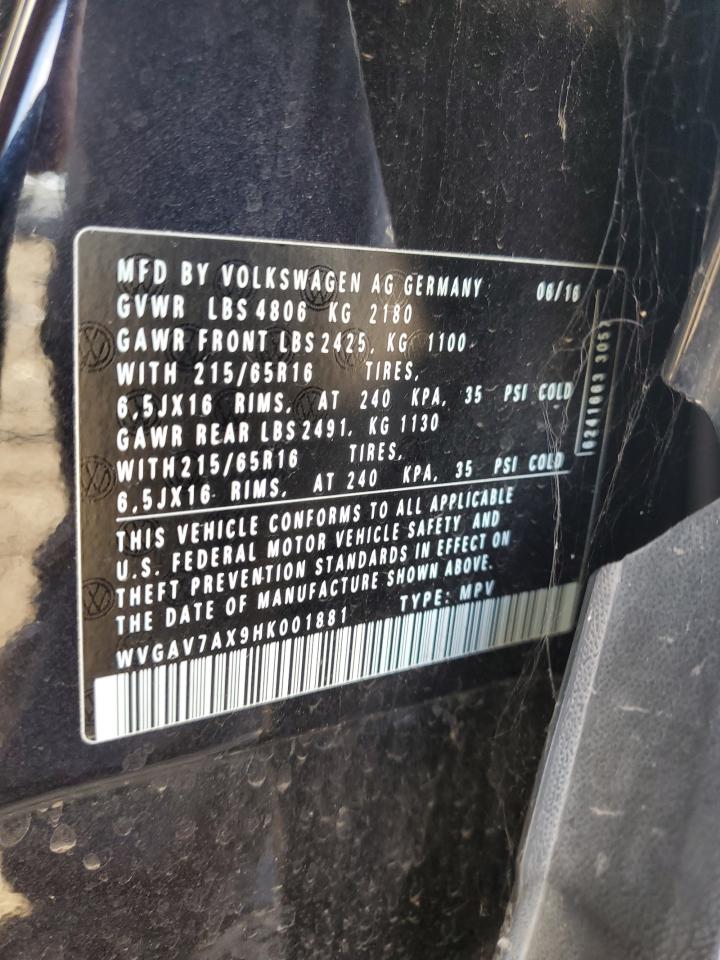 MFD BY VOLKSWAGEN AG GERMANY 06/16
GVWR LBS 4806 KG 2180
GAWR FRONT LBS 2425, KG 1100
WITH 215/65R16 TIRES,
6,5JX16 RIMS, AT 240 KPA, 35 PSI COLD
GAWR REAR LBS 2491, KG 1130
WITH 215/65R16 TIRES,
6,5JX16 RIMS, AT 240 KPA, 35 PSI COLD
THIS VEHICLE CONFORMS TO ALL APPLICABLE
U.S. FEDERAL MOTOR VEHICLE SAFETY AND
THEFT PREVENTION STANDARDS IN EFFECT ON
THE DATE OF MANUFACTURE SHOWN ABOVE.
WVGAV7AX9HK001881 TYPE: MPV